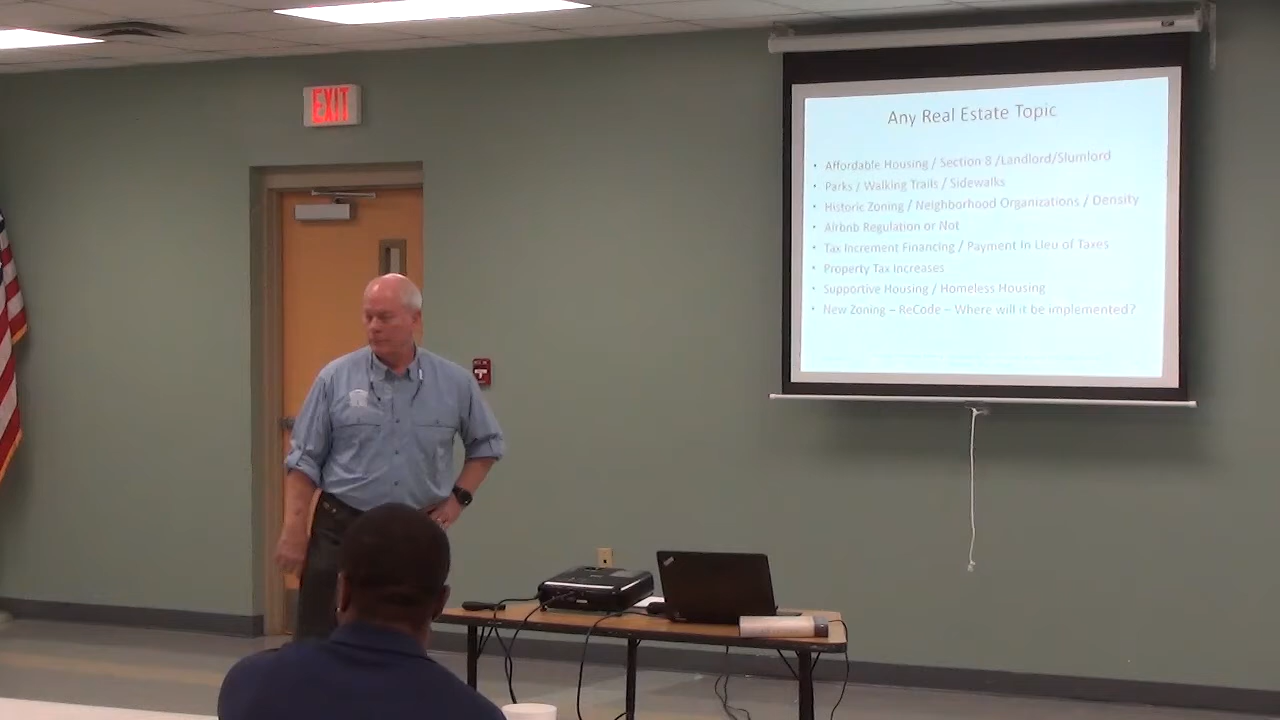 EXIT
Any Real Estate Topic
• Affordable Housing / Section 8 /Landlord/Slumlord
• Parks / Walking Trails / Sidewalks
• Historic Zoning / Neighborhood Organizations / Density
• Airbnb Regulation or Not
• Tax Increment Financing / Payment In Lieu of Taxes
• Property Tax Increases
• Supportive Housing / Homeless Housing
• New Zoning – ReCode – Where will it be implemented?